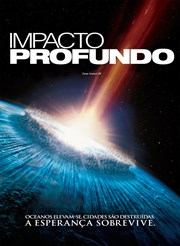 IMPACTO
PROFUNDO
OCEANOS ELEVAM-SE. CIDADES SÃO DESTRUÍDAS.
A ESPERANÇA SOBREVIVE.